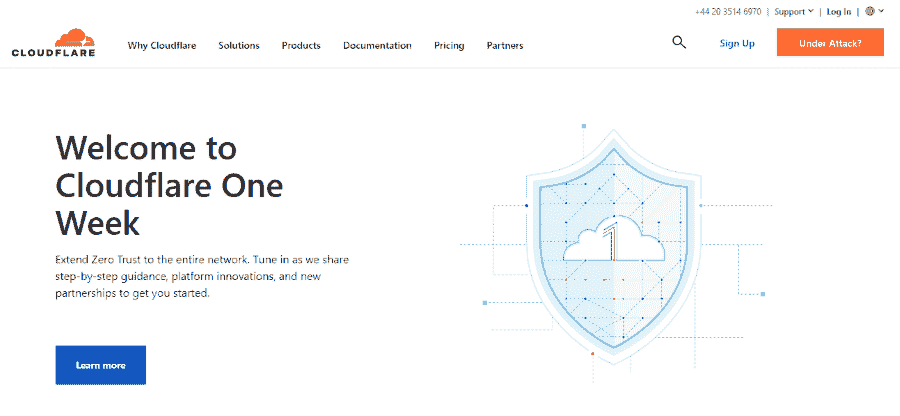 +44 20 3514 6970 | Support | Log In |
CLOUDFLARE
Why Cloudflare Solutions Products Documentation Pricing Partners
Sign Up
Under Attack?
Welcome to
Cloudflare One
Week
Extend Zero Trust to the entire network. Tune in as we share
step-by-step guidance, platform innovations, and new
partnerships to get you started.
1
Learn more